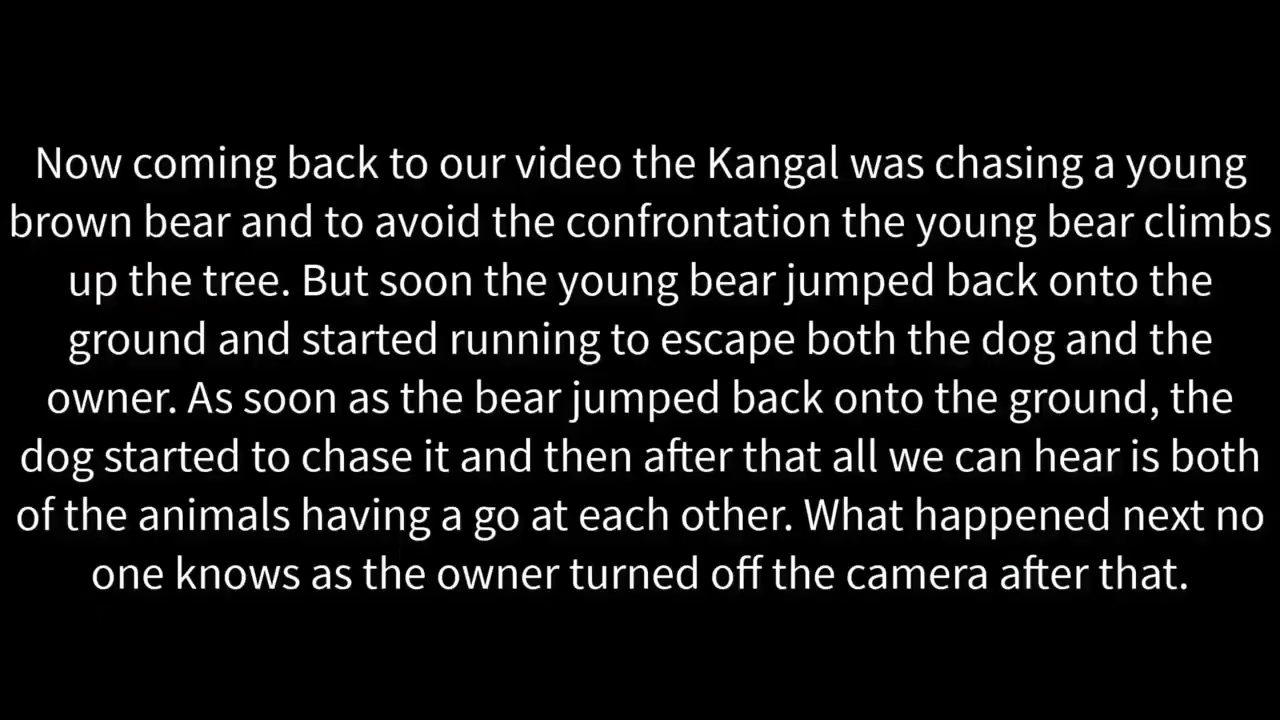 Now coming back to our video the Kangal was chasing a young
brown bear and to avoid the confrontation the young bear climbs
up the tree. But soon the young bear jumped back onto the
ground and started running to escape both the dog and the
owner. As soon as the bear jumped back onto the ground, the
dog started to chase it and then after that all we can hear is both
of the animals having a go at each other. What happened next no
one knows as the owner turned off the camera after that.